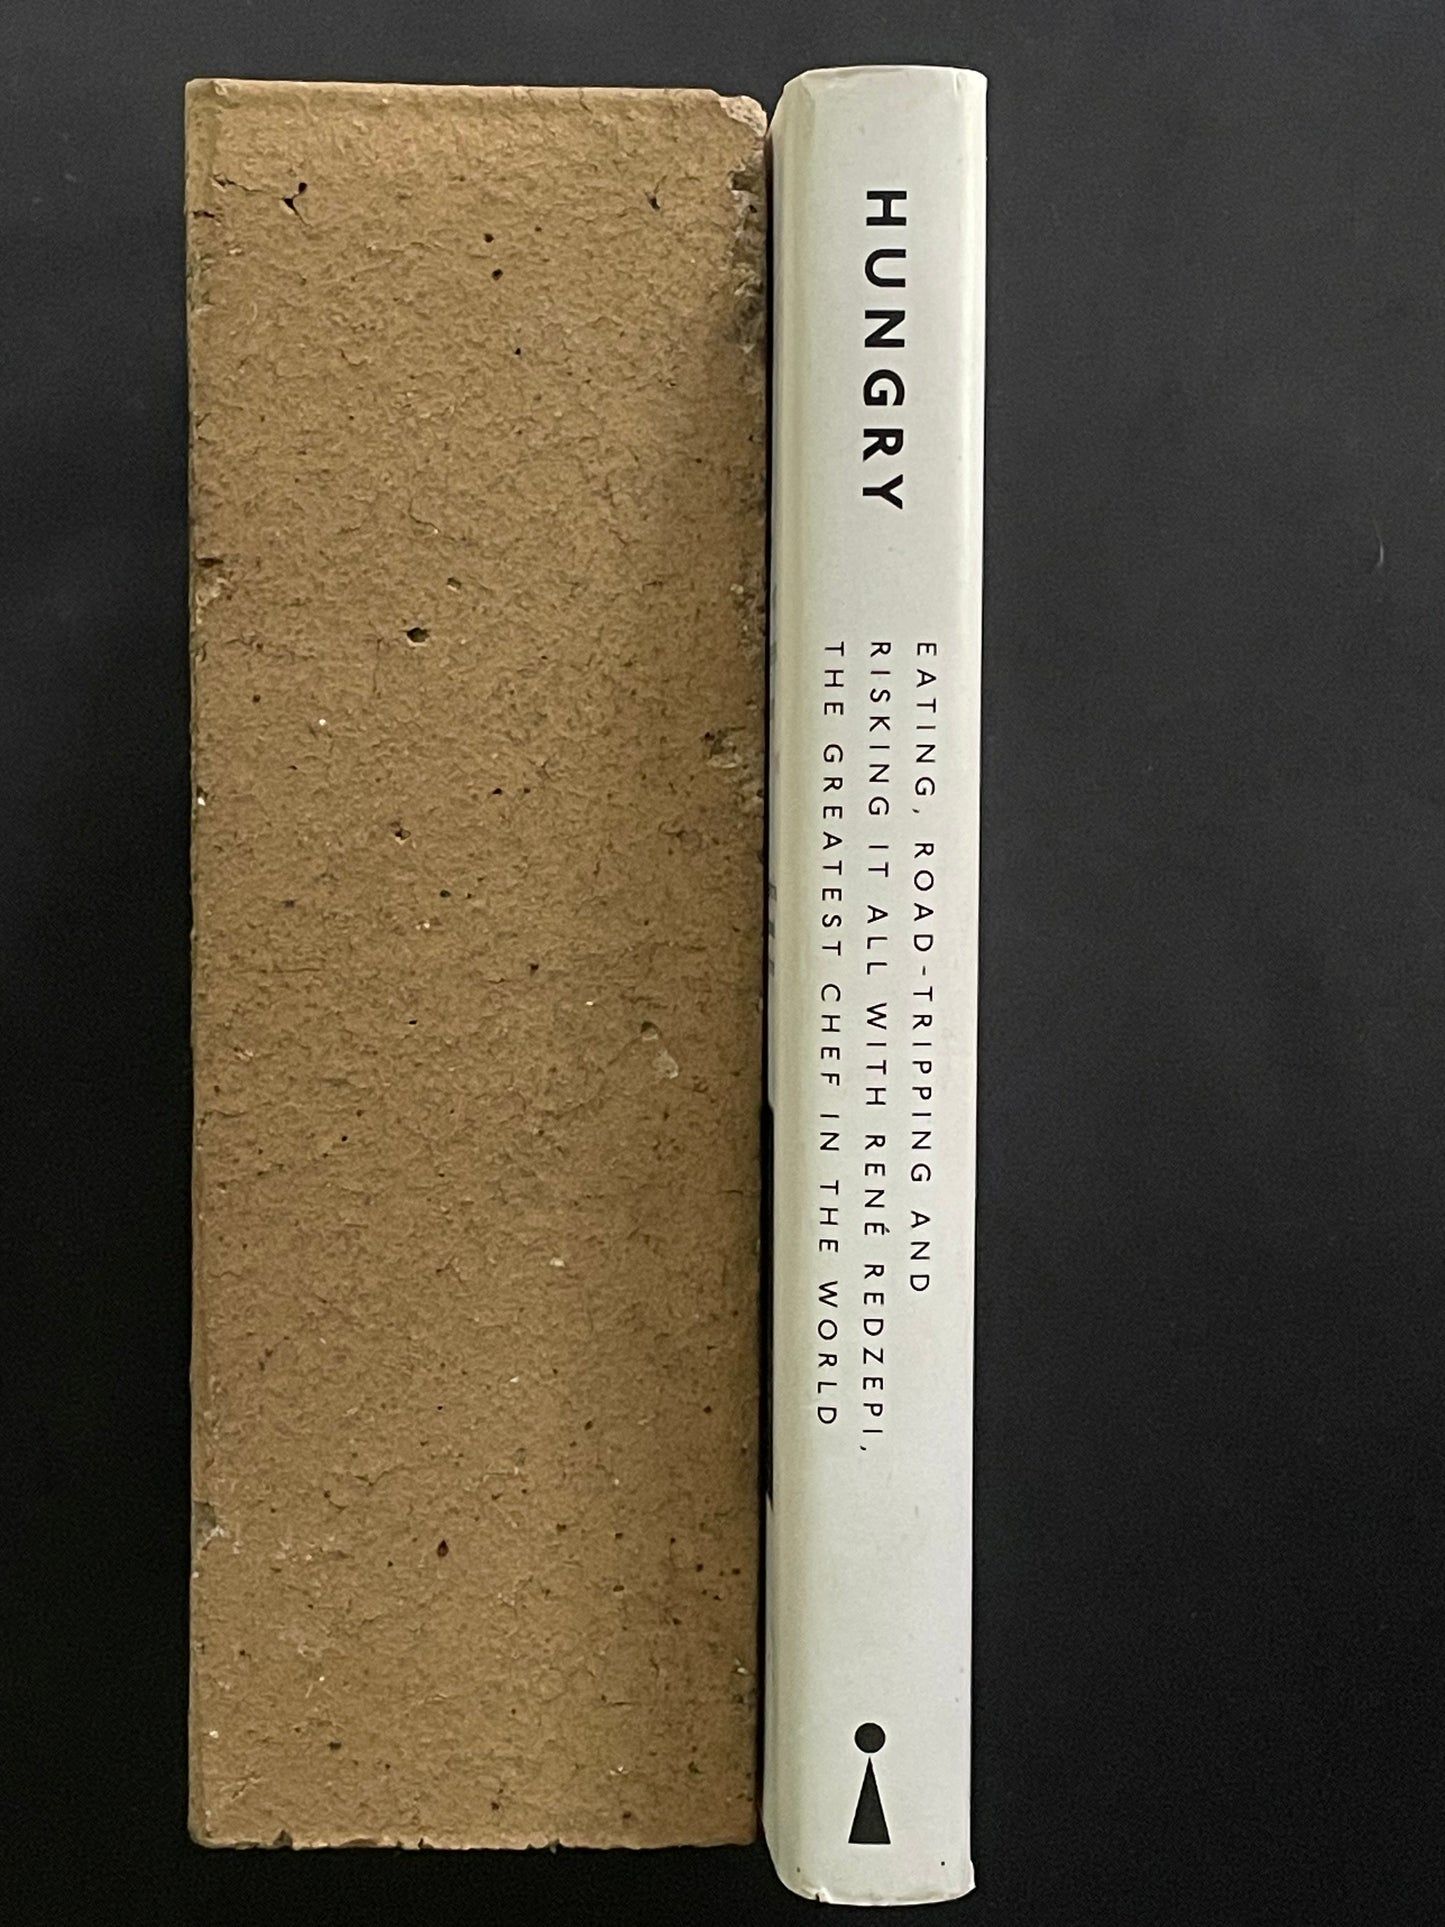 HUNGRY
EATING, ROAD-TRIPPING AND
RISKING IT ALL WITH RENÉ REDZEPI,
THE GREATEST CHEF IN THE WORLD